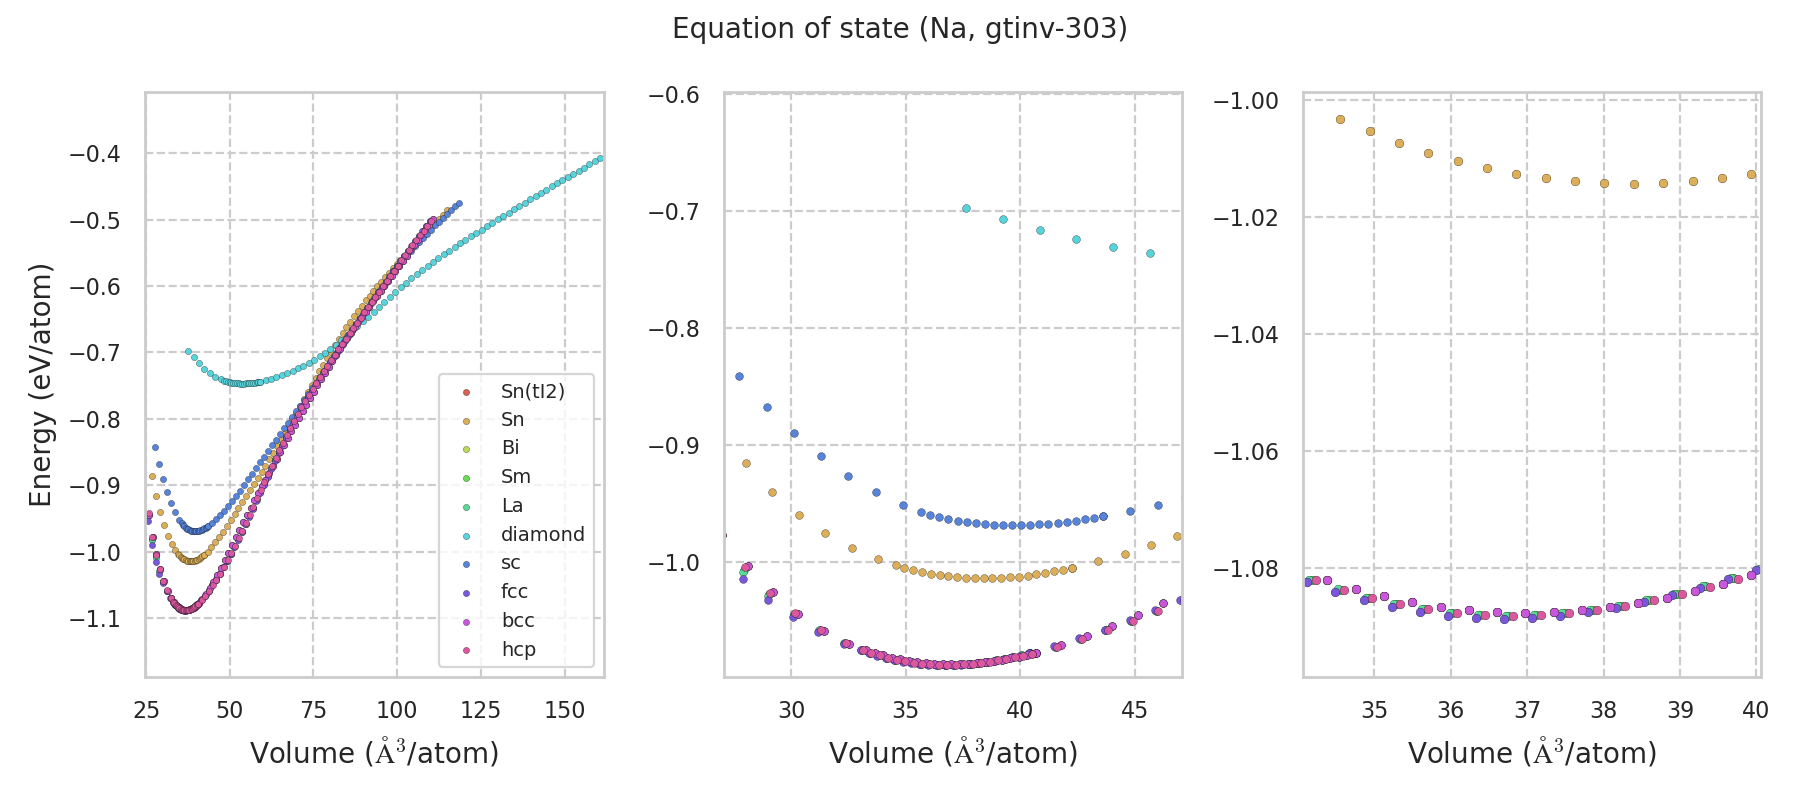 Equation of state (Na, gtinv-303)
Energy (eV/atom)
−0.4
−0.5
−0.6
−0.7
−0.8
−0.9
−1.0
−1.1
25 50 75 100 125 150
Volume (Å³/atom)
Sn(tI2)
Sn
Bi
Sm
La
diamond
sc
fcc
bcc
hcp
−0.6
−0.7
−0.8
−0.9
−1.0
30 35 40 45
Volume (Å³/atom)
−1.00
−1.02
−1.04
−1.06
−1.08
35 36 37 38 39 40
Volume (Å³/atom)